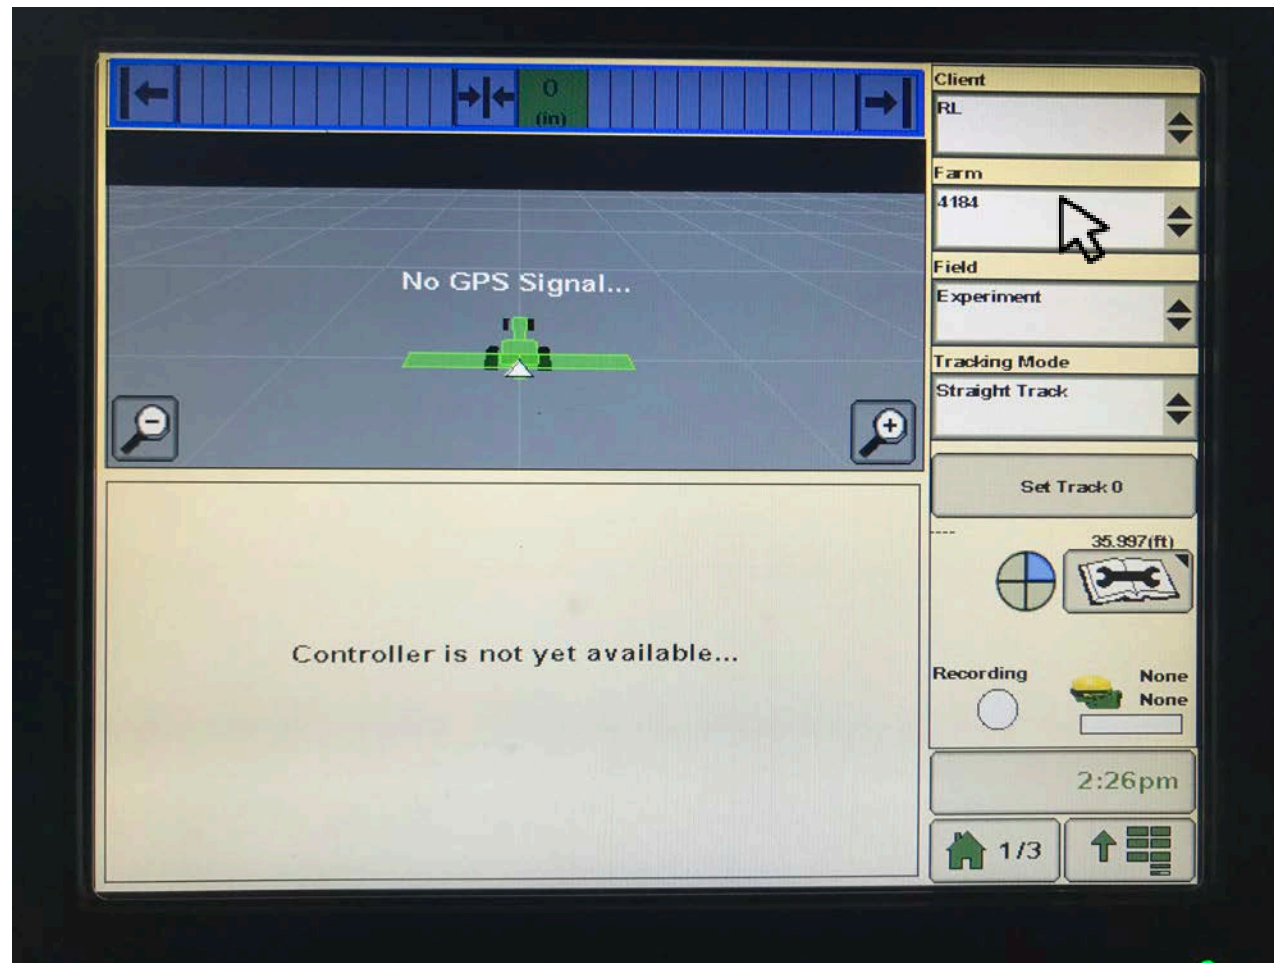 0
(in)
No GPS Signal...
Controller is not yet available...
Client
RL
Farm
4184
Field
Experiment
Tracking Mode
Straight Track
Set Track 0
----
35.997(ft)
Recording
None
None
2:26pm
1/3